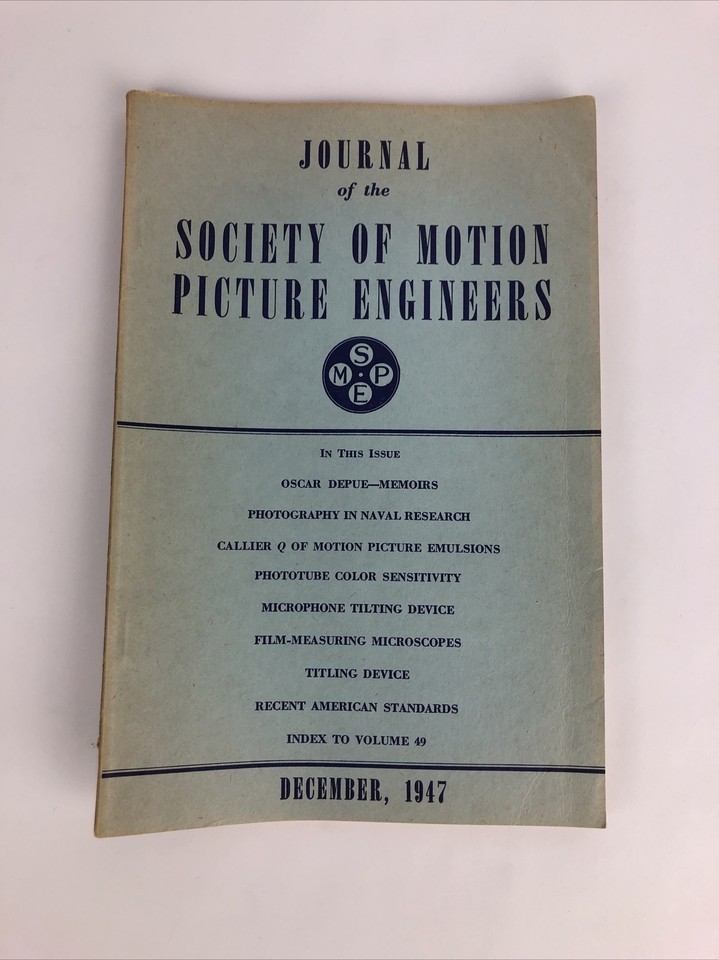 JOURNAL
of the
SOCIETY OF MOTION
PICTURE ENGINEERS
S
M P
E
IN THIS ISSUE
OSCAR DEPUE—MEMOIRS
PHOTOGRAPHY IN NAVAL RESEARCH
CALLIER Q OF MOTION PICTURE EMULSIONS
PHOTOTUBE COLOR SENSITIVITY
MICROPHONE TILTING DEVICE
FILM-MEASURING MICROSCOPES
TITLING DEVICE
RECENT AMERICAN STANDARDS
INDEX TO VOLUME 49
DECEMBER, 1947